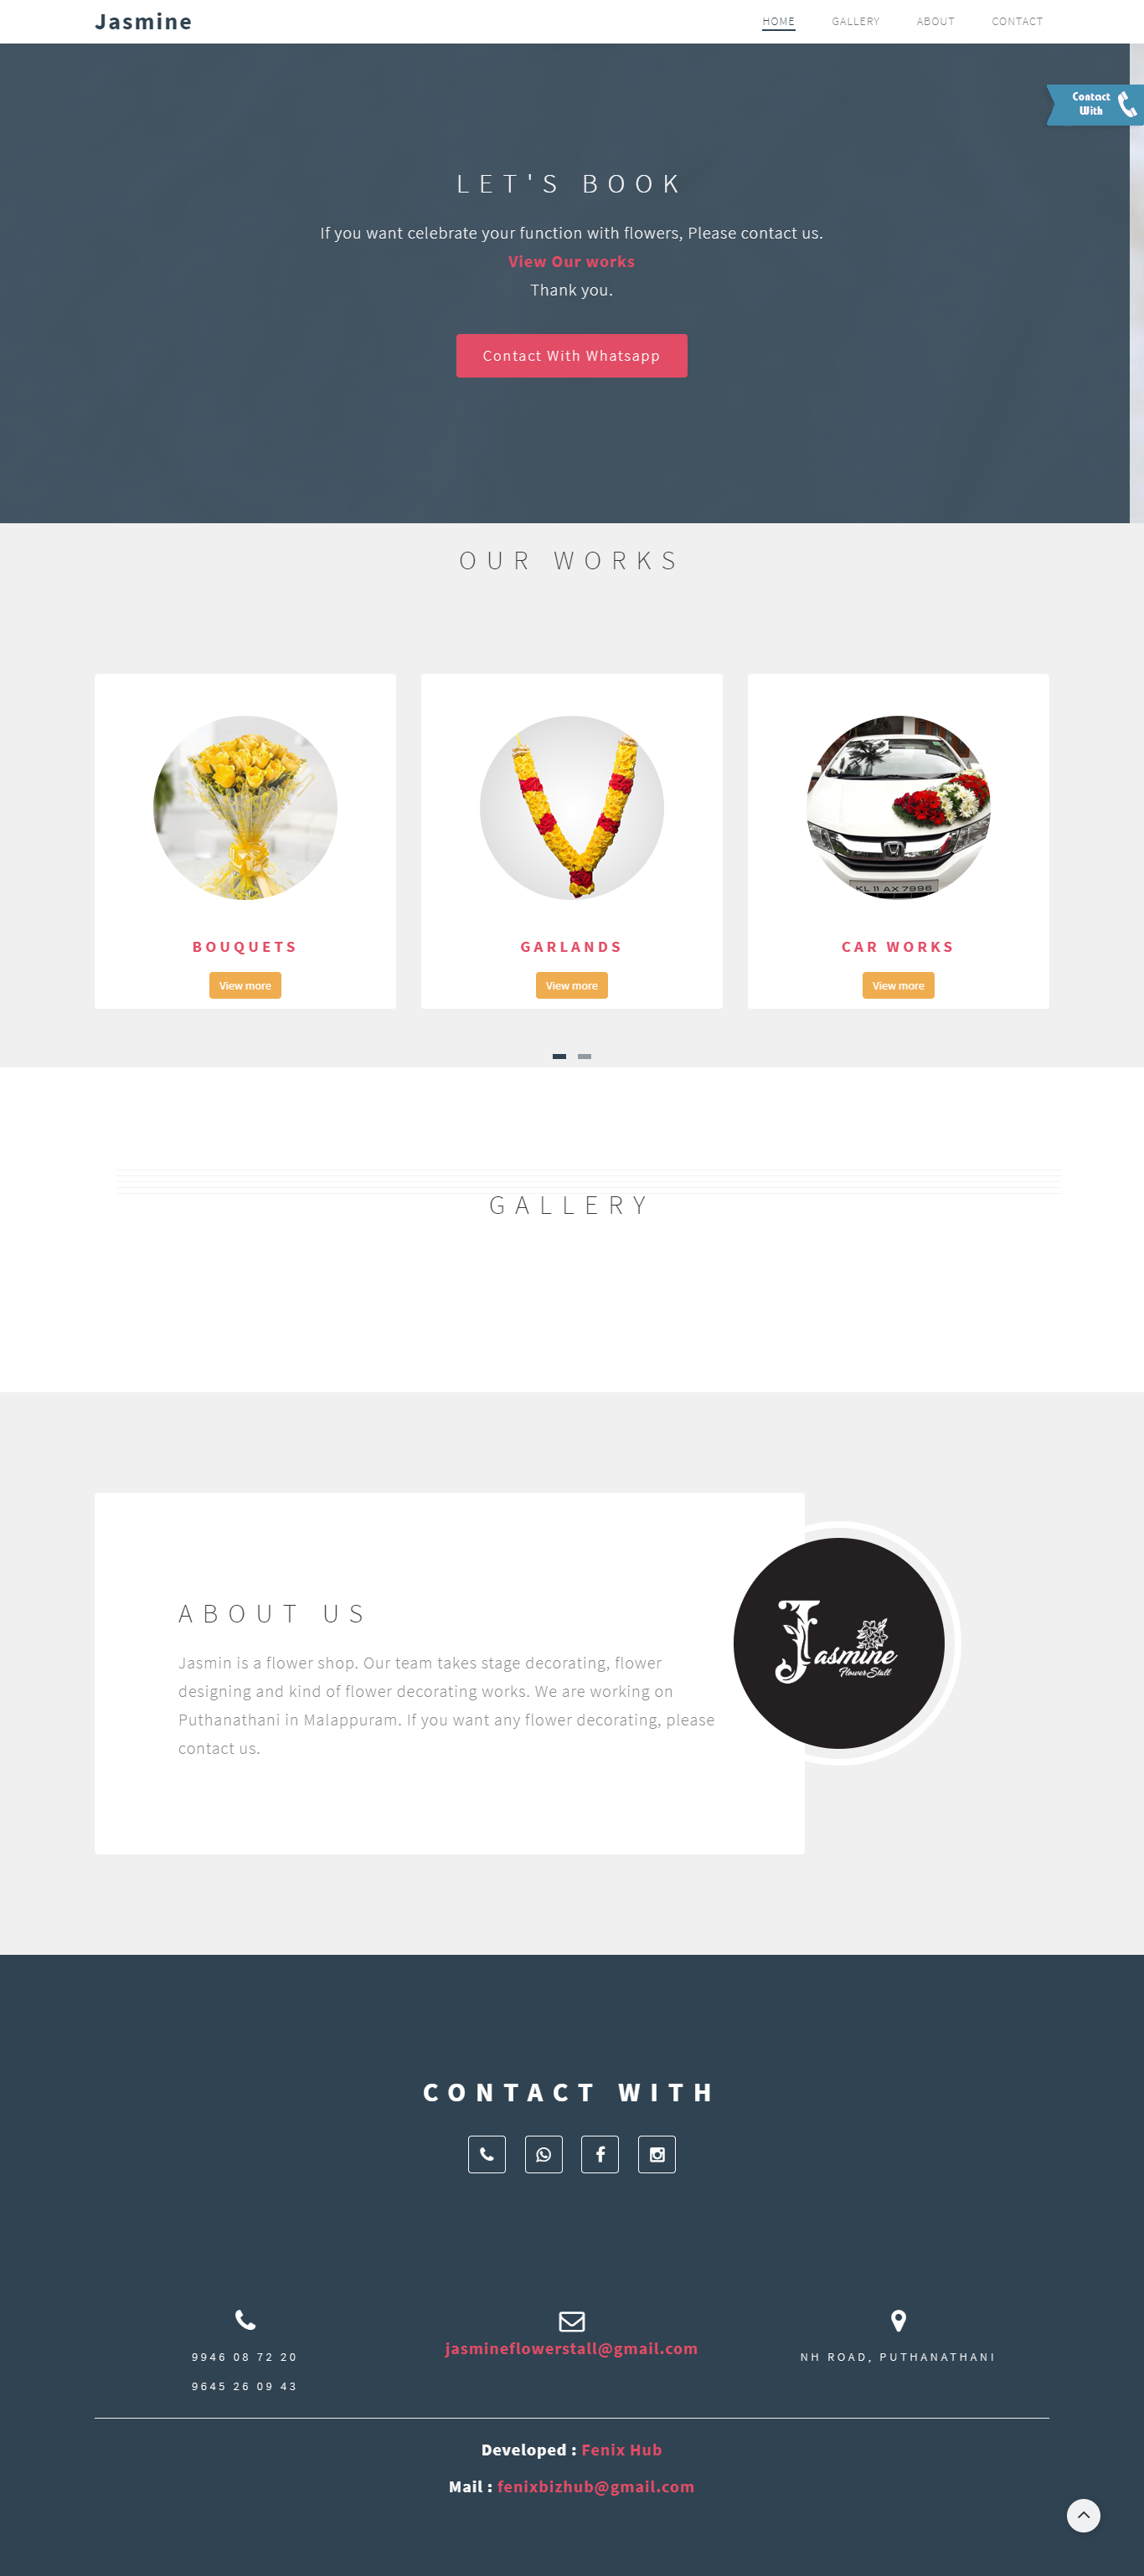 Jasmine
HOME
GALLERY
ABOUT
CONTACT
Contact
With
LET'S BOOK
If you want celebrate your function with flowers, Please contact us.
View Our works
Thank you.
Contact With Whatsapp
OUR WORKS
KL 11 AX 7996
BOUQUETS
View more
GARLANDS
View more
CAR WORKS
View more
GALLERY
ABOUT US
Jasmin is a flower shop. Our team takes stage decorating, flower
designing and kind of flower decorating works. We are working on
Puthanathani in Malappuram. If you want any flower decorating, please
contact us.
Jasmine
Flower Stall
CONTACT WITH
9946 08 72 20
9645 26 09 43
jasmineflowerstall@gmail.com
NH ROAD, PUTHANATHANI
Developed : Fenix Hub
Mail : fenixbizhub@gmail.com